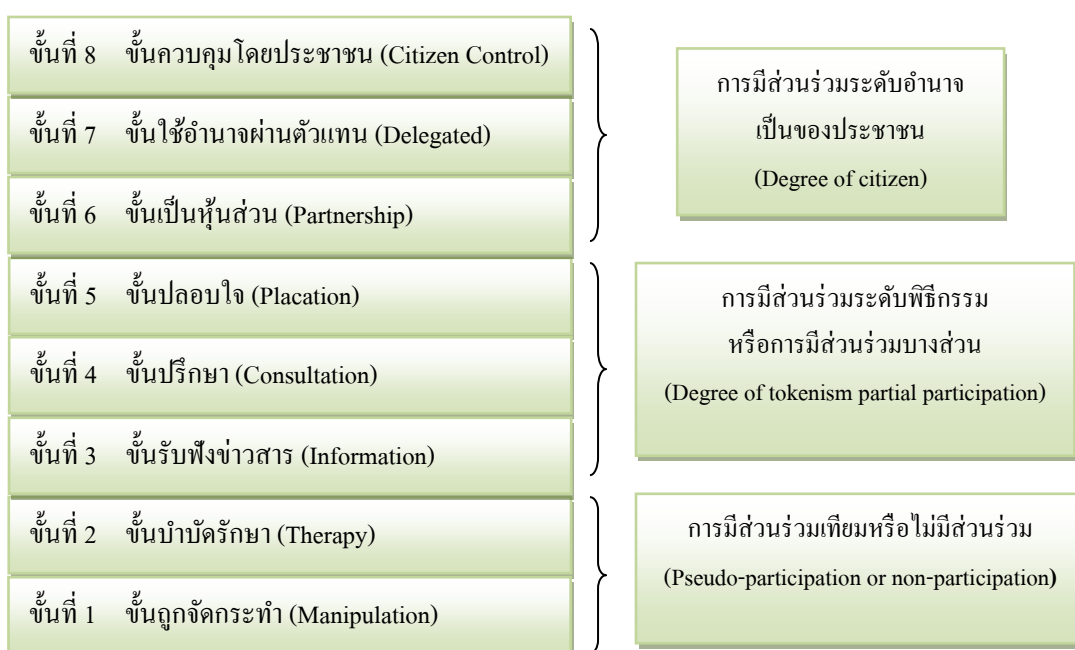 ขั้นที่ 8 ขั้นควบคุมโดยประชาชน (Citizen Control)
ขั้นที่ 7 ขั้นใช้อำนาจผ่านตัวแทน (Delegated)
ขั้นที่ 6 ขั้นเป็นหุ้นส่วน (Partnership)
การมีส่วนร่วมระดับอำนาจ
เป็นของประชาชน
(Degree of citizen)
ขั้นที่ 5 ขั้นปลอบใจ (Placation)
ขั้นที่ 4 ขั้นปรึกษา (Consultation)
ขั้นที่ 3 ขั้นรับฟังข่าวสาร (Information)
การมีส่วนร่วมระดับพิธีกรรม
หรือการมีส่วนร่วมบางส่วน
(Degree of tokenism partial participation)
ขั้นที่ 2 ขั้นบำบัดรักษา (Therapy)
ขั้นที่ 1 ขั้นถูกจัดกระทำ (Manipulation)
การมีส่วนร่วมเทียมหรือไม่มีส่วนร่วม
(Pseudo-participation or non-participation)